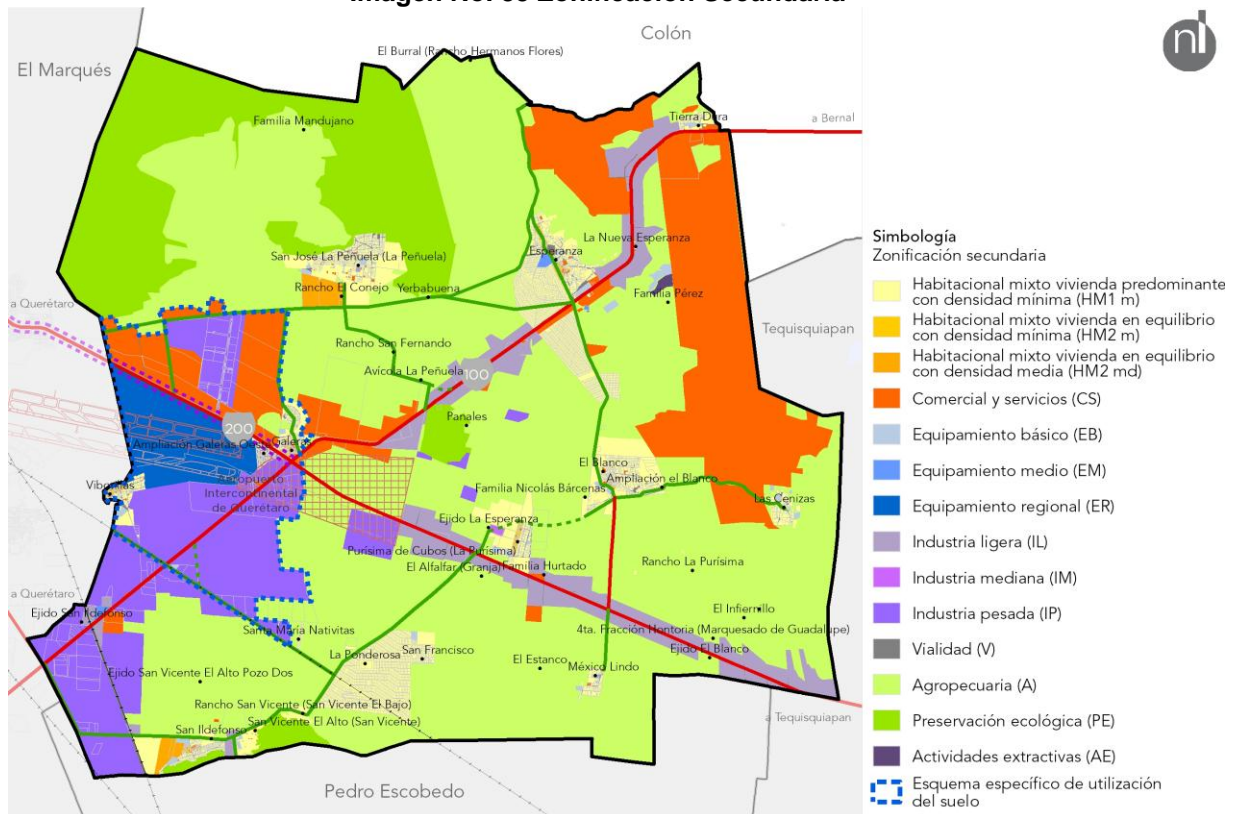 Colón
nl
El Burral (Rancho Hermanos Flores)
El Marqués
Tierra Dura
a Bernal
Familia Mandujano
La Nueva Esperanza
Esperanza
San José La Peñuela (La Peñuela)
Rancho El Conejo
Yerbabuena
Familia Pérez
a Querétaro
Tequisquiapan
Rancho San Fernando
Avícola La Peñuela
100
Panales
200
Ampliación Galeras Oeste
Galeras
El Blanco
Aeropuerto
Intercontinental
de Querétaro
Ampliación el Blanco
Familia Nicolás Bárcenas
Las Cenizas
Ejido La Esperanza
Purísima de Cubos (La Purísima)
El Alfalfar (Granja)
Familia Hurtado
Rancho La Purísima
a Querétaro
Ejido San Ildefonso
El Infiernillo
Santa María Nativitas
4ta. Fracción Hontoria (Marquesado de Guadalupe)
La Ponderosa
San Francisco
Ejido El Blanco
Ejido San Vicente El Alto Pozo Dos
El Estanco
México Lindo
Rancho San Vicente (San Vicente El Bajo)
San Vicente El Alto (San Vicente)
San Ildefonso
a Tequisquiapan
Pedro Escobedo
Simbología
Zonificación secundaria
Habitacional mixto vivienda predominante
con densidad mínima (HM1 m)
Habitacional mixto vivienda en equilibrio
con densidad mínima (HM2 m)
Habitacional mixto vivienda en equilibrio
con densidad media (HM2 md)
Comercial y servicios (CS)
Equipamiento básico (EB)
Equipamiento medio (EM)
Equipamiento regional (ER)
Industria ligera (IL)
Industria mediana (IM)
Industria pesada (IP)
Vialidad (V)
Agropecuaria (A)
Preservación ecológica (PE)
Actividades extractivas (AE)
Esquema específico de utilización
del suelo